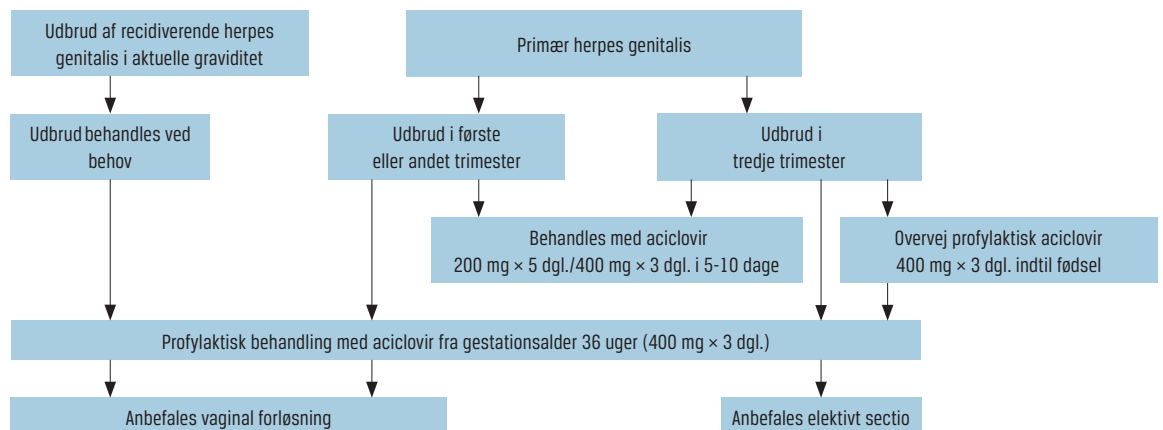 Udbrud af recidiverende herpes
genitalis i aktuelle graviditet
Primær herpes genitalis
Udbrud behandles ved
behov
Udbrud i første
eller andet trimester
Udbrud i
tredje trimester
Behandles med aciclovir
200 mg × 5 dgl./400 mg × 3 dgl. i 5-10 dage
Overvej profylaktisk aciclovir
400 mg × 3 dgl. indtil fødsel
Profylaktisk behandling med aciclovir fra gestationsalder 36 uger (400 mg × 3 dgl.)
Anbefales vaginal forløsning
Anbefales elektivt sectio